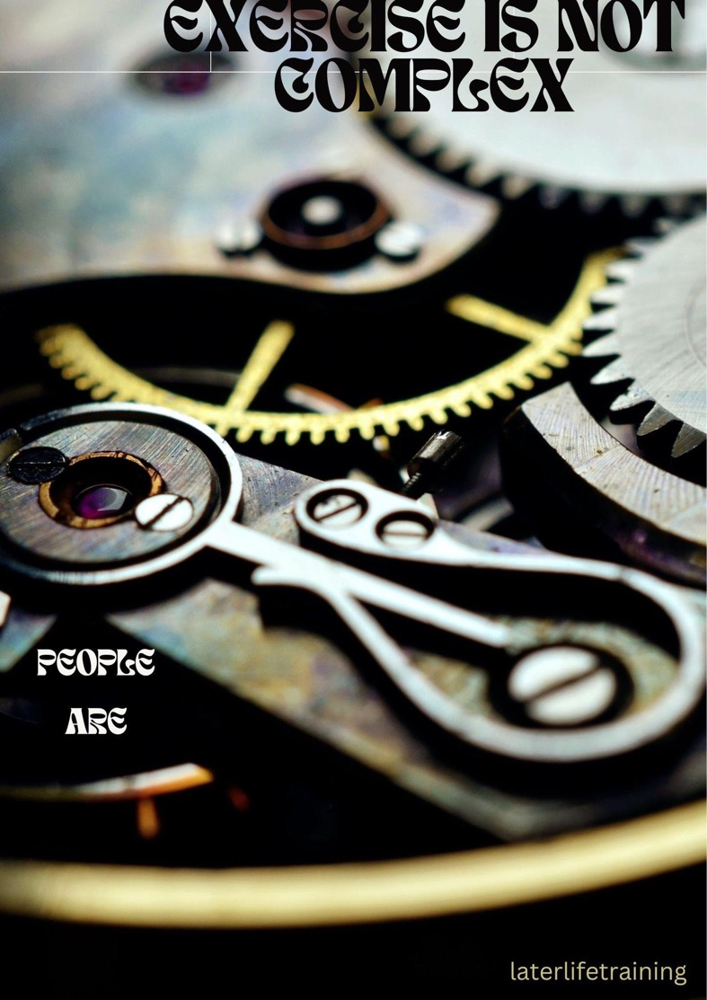 EXERCISE IS NOT
COMPLEX
PEOPLE
ARE
laterlifetraining